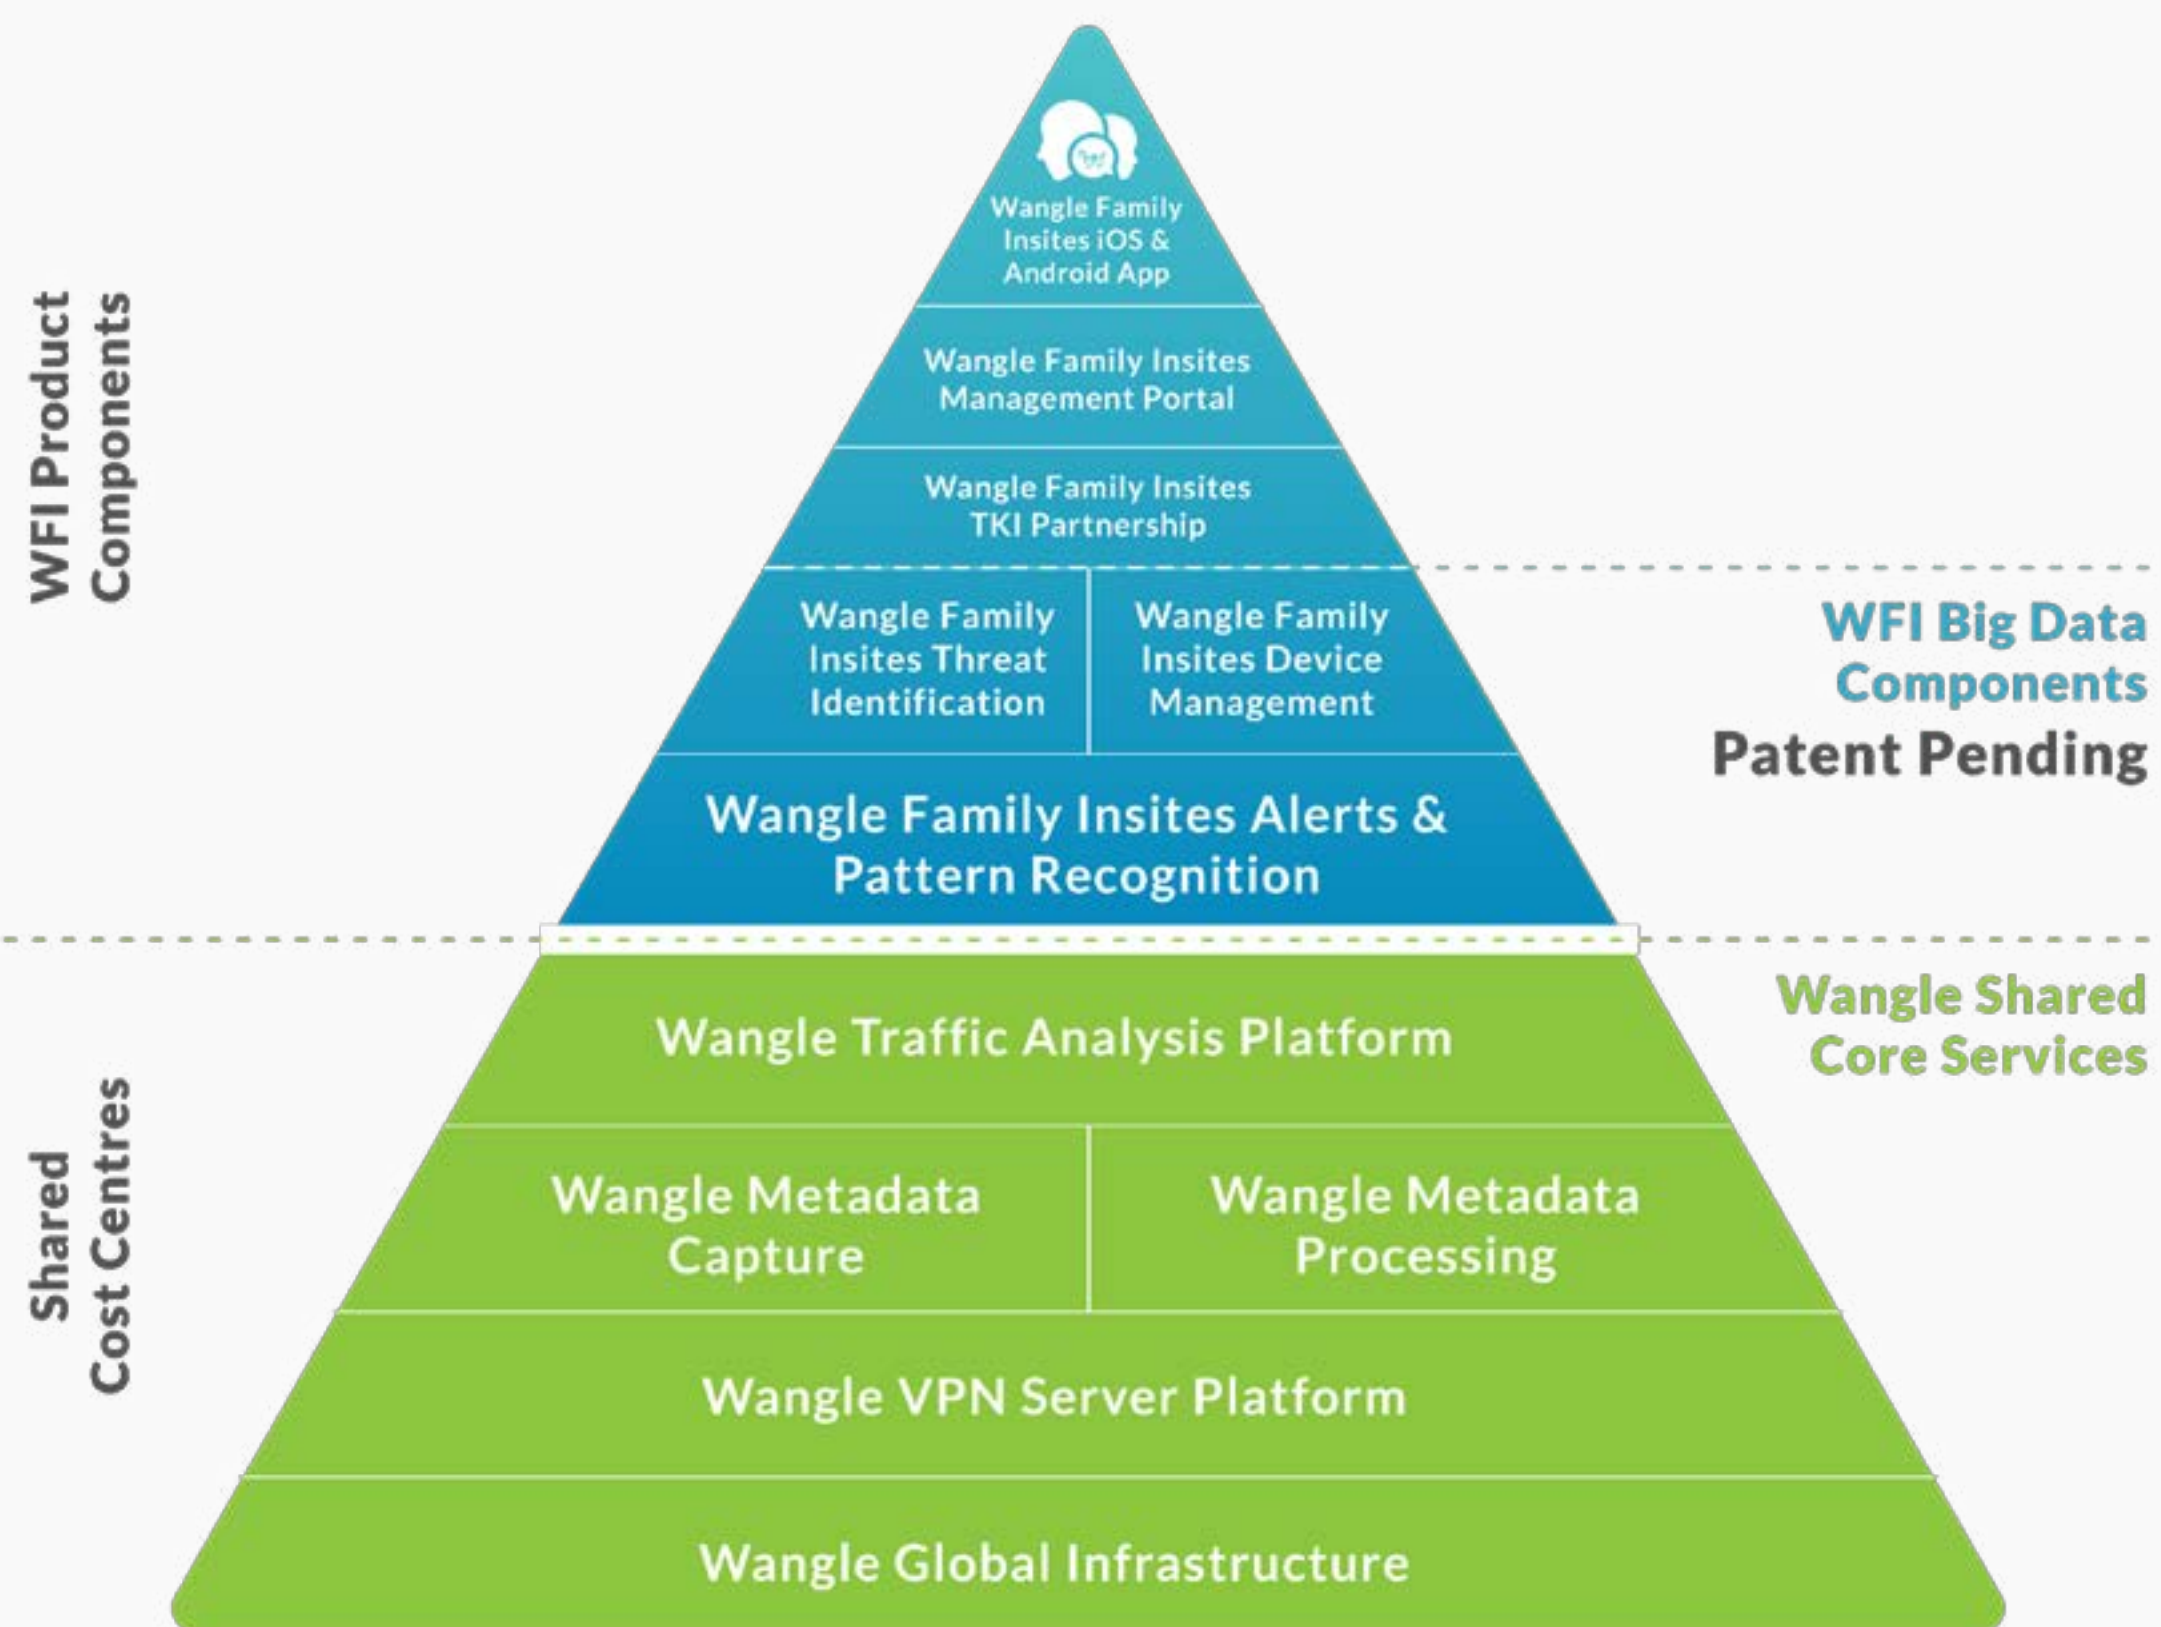 Wangle Family
Insites iOS &
Android App
Wangle Family Insites
Management Portal
Wangle Family Insites
TKI Partnership
WFI Product
Components
Wangle Family
Insites Threat
Identification
Wangle Family
Insites Device
Management
WFI Big Data
Components
Patent Pending
Wangle Family Insites Alerts &
Pattern Recognition
Wangle Traffic Analysis Platform
Wangle Shared
Core Services
Shared
Cost Centres
Wangle Metadata
Capture
Wangle Metadata
Processing
Wangle VPN Server Platform
Wangle Global Infrastructure